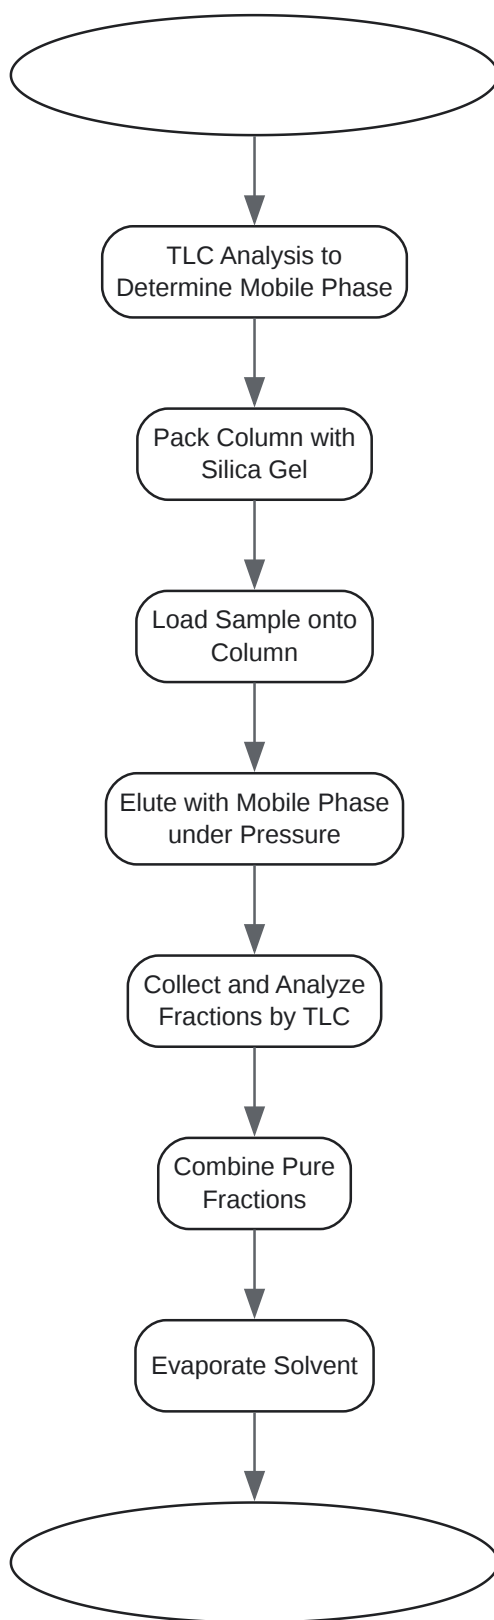 TLC Analysis to
Determine Mobile Phase
Pack Column with
Silica Gel
Load Sample onto
Column
Elute with Mobile Phase
under Pressure
Collect and Analyze
Fractions by TLC
Combine Pure
Fractions
Evaporate Solvent